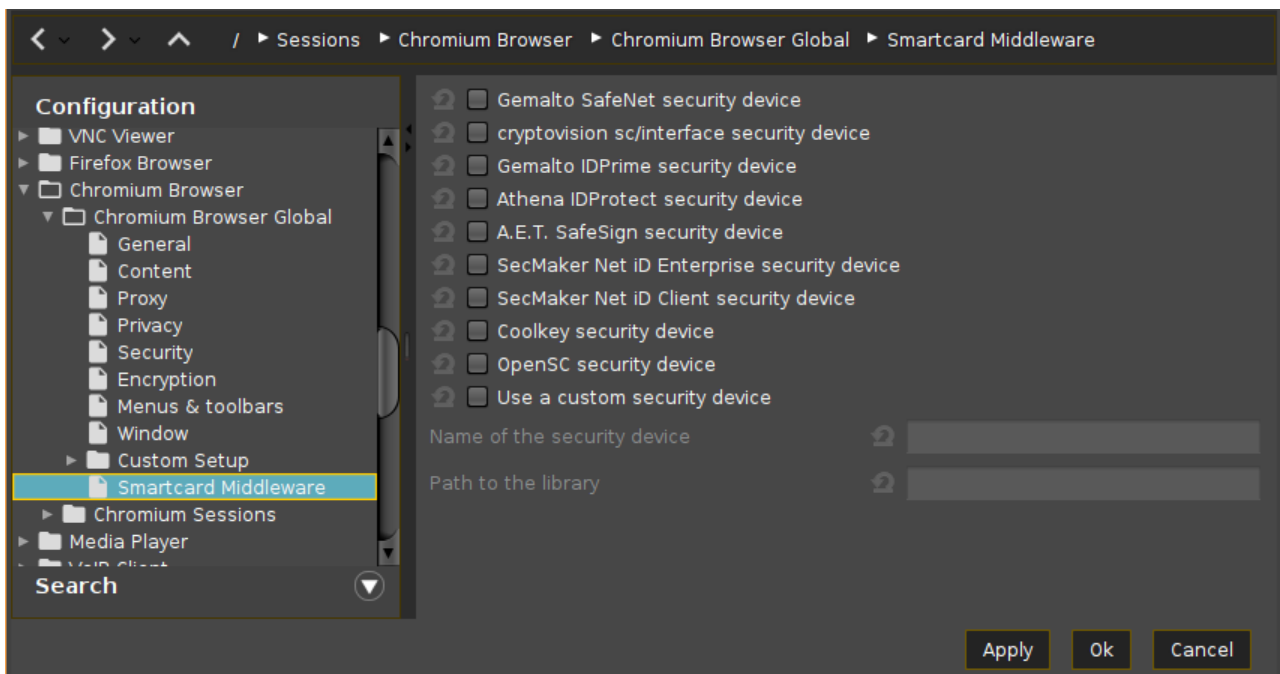 / ▸ Sessions ▸ Chromium Browser ▸ Chromium Browser Global ▸ Smartcard Middleware
Configuration
VNC Viewer
Firefox Browser
Chromium Browser
Chromium Browser Global
General
Content
Proxy
Privacy
Security
Encryption
Menus & toolbars
Window
Custom Setup
Smartcard Middleware
Chromium Sessions
Media Player
VoIP Client
Search
Gemalto SafeNet security device
cryptovision sc/interface security device
Gemalto IDPrime security device
Athena IDProtect security device
A.E.T. SafeSign security device
SecMaker Net iD Enterprise security device
SecMaker Net iD Client security device
Coolkey security device
OpenSC security device
Use a custom security device
Name of the security device
Path to the library
Apply Ok Cancel